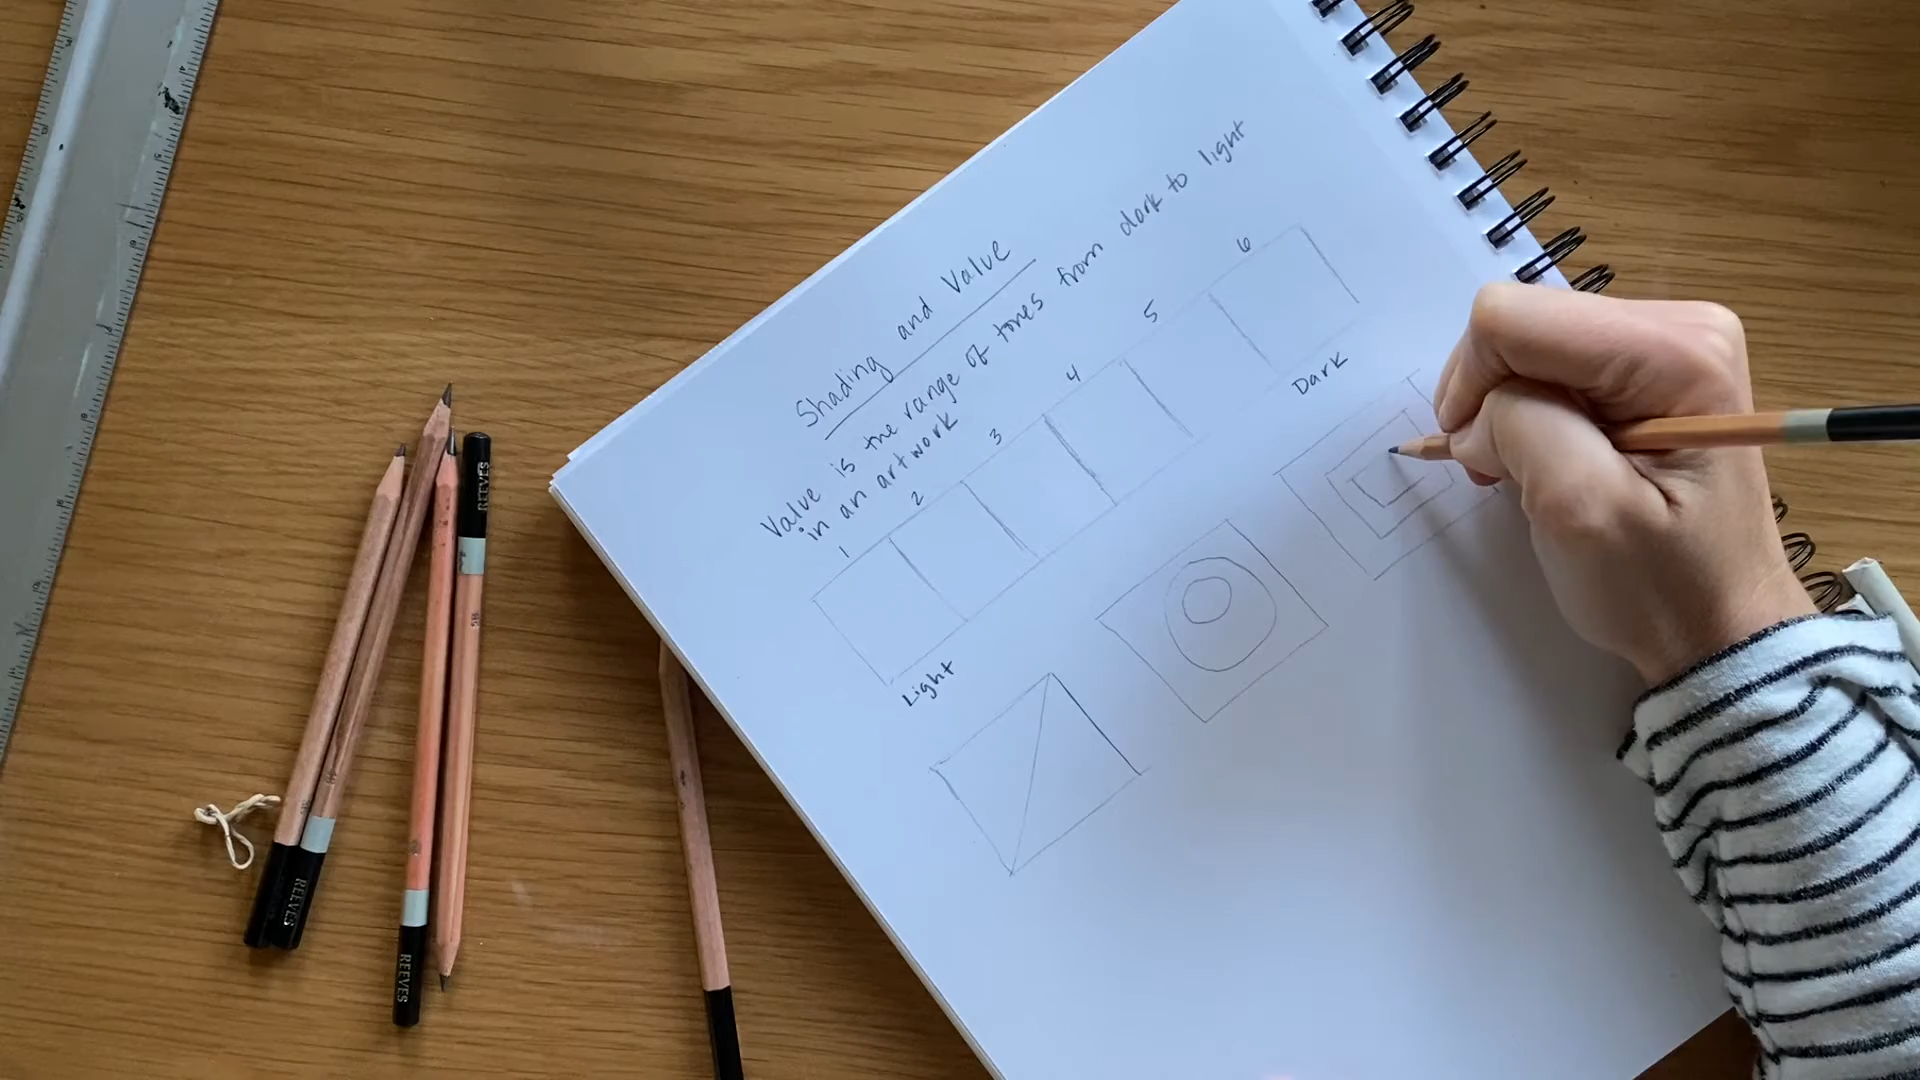 Shading and Value
Value is the range of tones from dark to light
in an artwork
1 2 3 4 5 6
Light Dark
REEVES
REEVES
REEVES